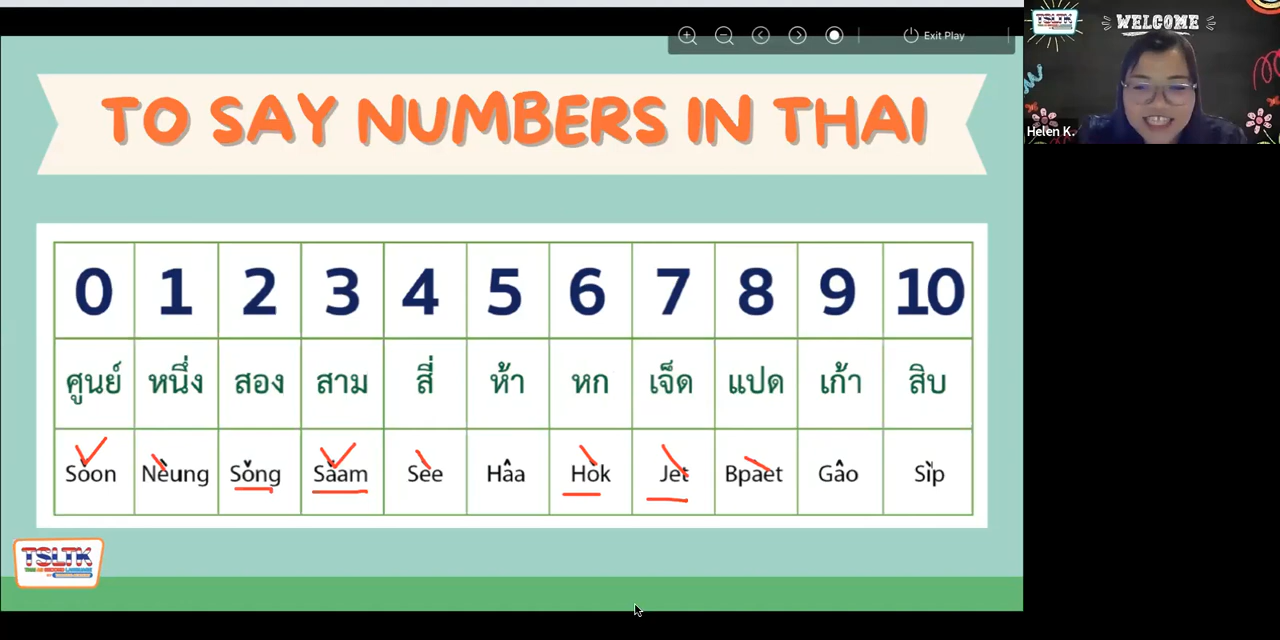 Exit Play
TSLTK
WELCOME
Helen K.
TO SAY NUMBERS IN THAI
0 1 2 3 4 5 6 7 8 9 10
ศูนย์ หนึ่ง สอง สาม สี่ ห้า หก เจ็ด แปด เก้า สิบ
Sǒon Nèung Sǒng Sǎam Sèe Hâa Hòk Jèt Bpàet Gâo Sìp
TSLTK